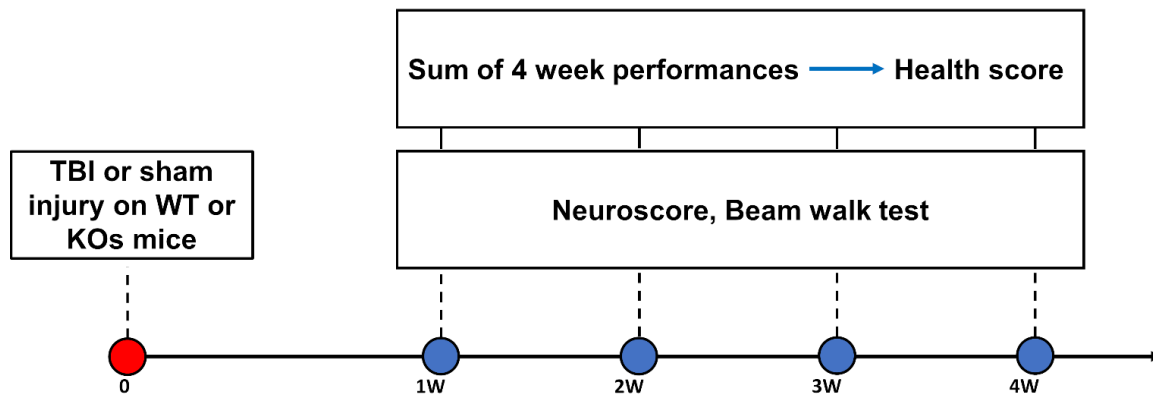 Sum of 4 week performances Health score
TBI or sham
injury on WT or
KOs mice
Neuroscore, Beam walk test
0
1W
2W
3W
4W